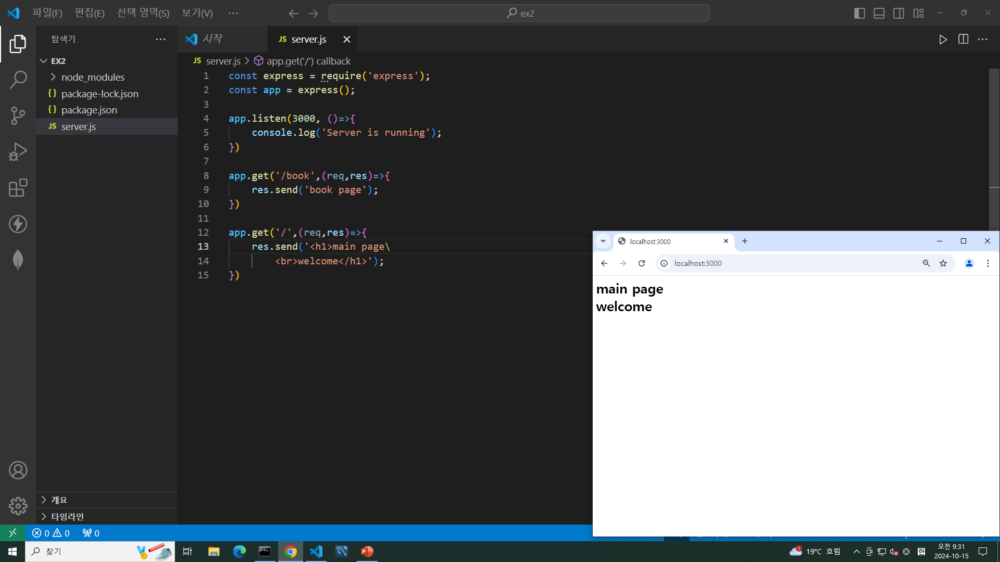 파일(F) 편집(E) 선택 영역(S) 보기(V) ··· ex2
탐색기 ···
시작 JS server.js
EX2
node_modules
{} package-lock.json
{} package.json
JS server.js
개요
타임라인
JS server.js > app.get('/') callback
1 const express = require('express');
2 const app = express();
3
4 app.listen(3000, ()=>{
5 console.log('Server is running');
6 })
7
8 app.get('/book',(req,res)=>{
9 res.send('book page');
10 })
11
12 app.get('/',(req,res)=>{
13 res.send('<h1>main page\
14 <br>welcome</h1>');
15 })
localhost:3000
localhost:3000
main page
welcome
0 0 0
찾기
1 19°C 흐림 한 오전 9:31
2024-10-15